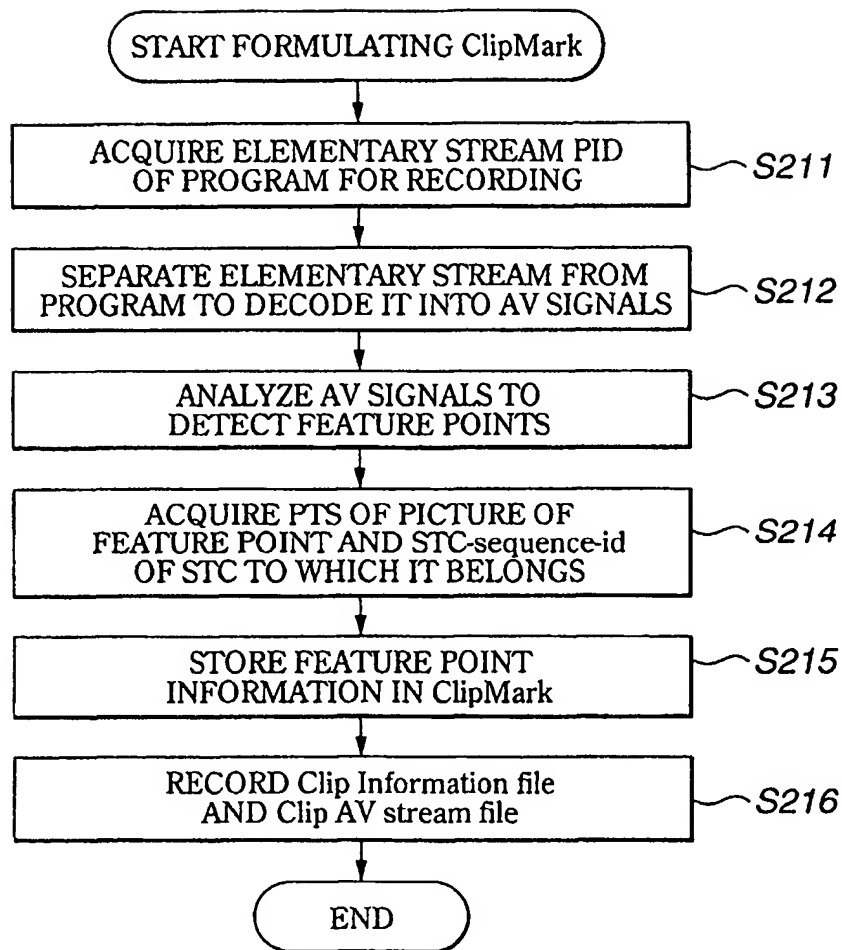 START FORMULATING ClipMark
ACQUIRE ELEMENTARY STREAM PID
OF PROGRAM FOR RECORDING
S211
SEPARATE ELEMENTARY STREAM FROM
PROGRAM TO DECODE IT INTO AV SIGNALS
S212
ANALYZE AV SIGNALS TO
DETECT FEATURE POINTS
S213
ACQUIRE PTS OF PICTURE OF
FEATURE POINT AND STC-sequence-id
OF STC TO WHICH IT BELONGS
S214
STORE FEATURE POINT
INFORMATION IN ClipMark
S215
RECORD Clip Information file
AND Clip AV stream file
S216
END